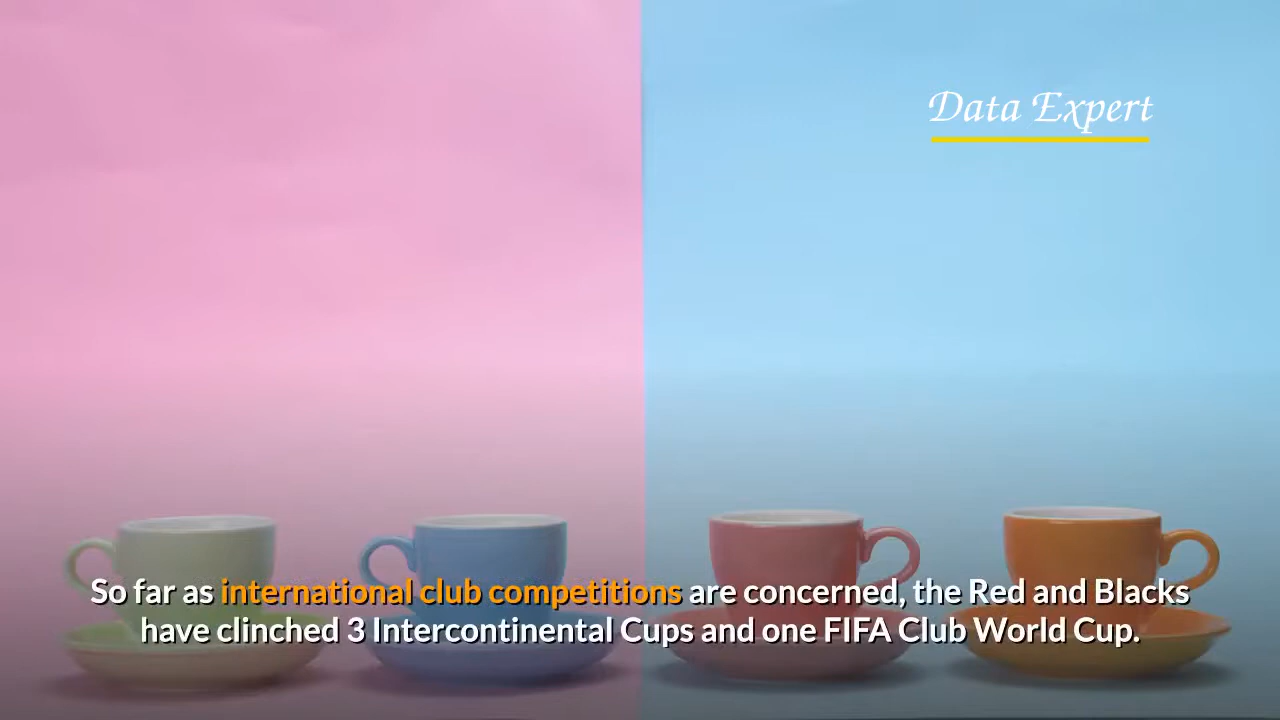 Data Expert
So far as international club competitions are concerned, the Red and Blacks
have clinched 3 Intercontinental Cups and one FIFA Club World Cup.